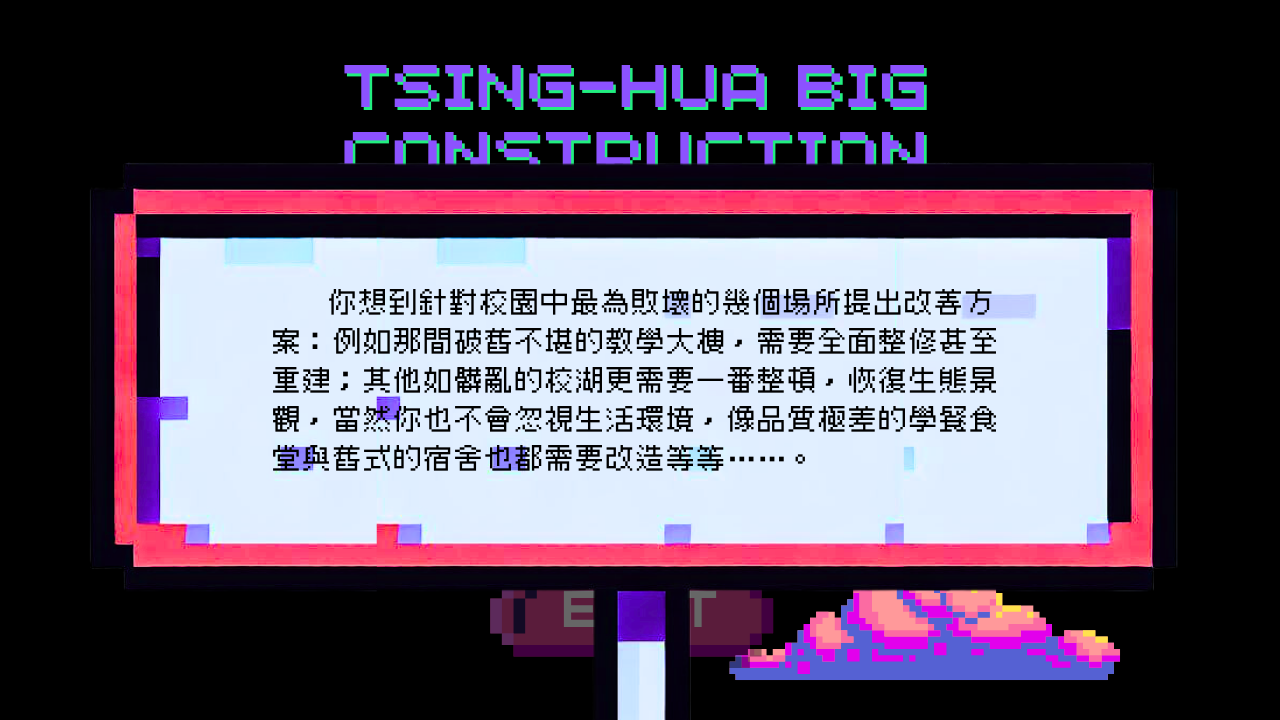 TSING-HUA BIG
CONSTRUCTION
你想到針對校園中最為敗壞的幾個場所提出改善方
案：例如那間破舊不堪的教學大樓，需要全面整修甚至
重建；其他如髒亂的校湖更需要一番整頓，恢復生態景
觀，當然你也不會忽視生活環境，像品質極差的學餐食
堂與舊式的宿舍也都需要改造等等……。